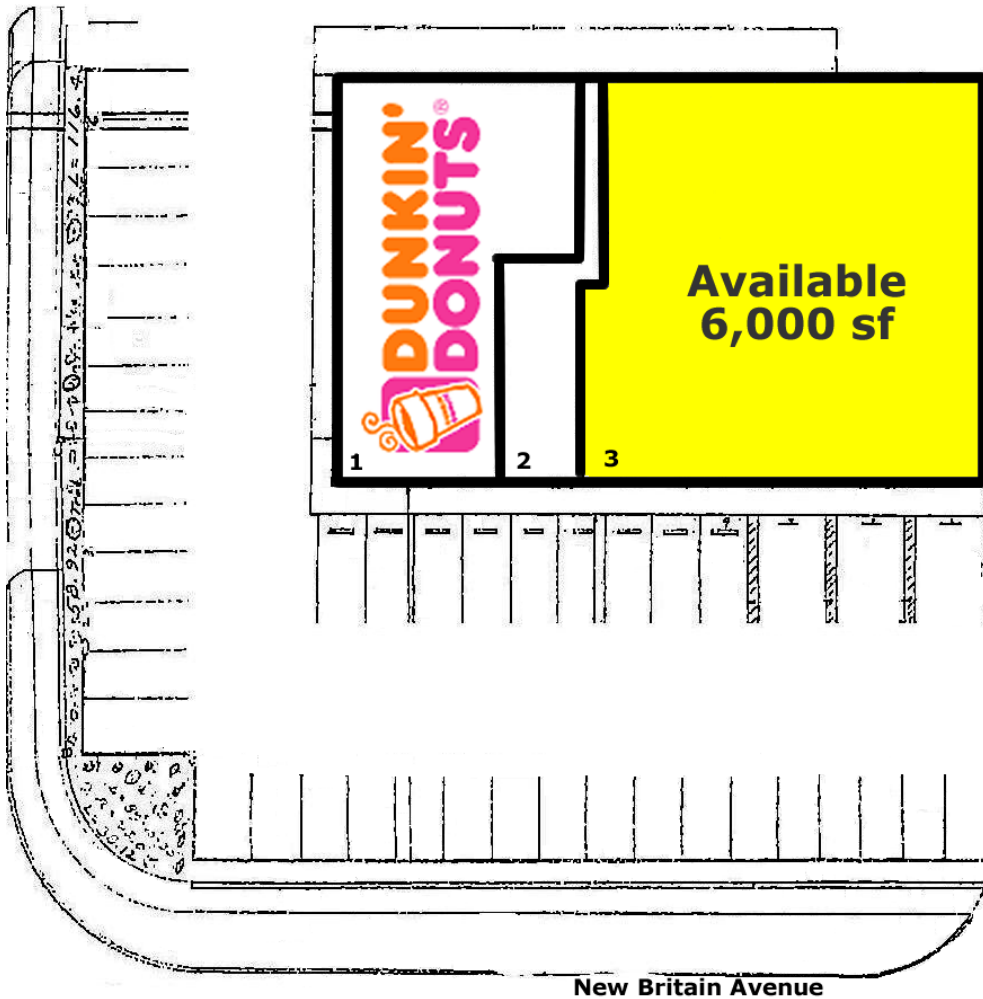 DUNKIN'
DONUTS®
Available
6,000 sf
1
2
3
New Britain Avenue